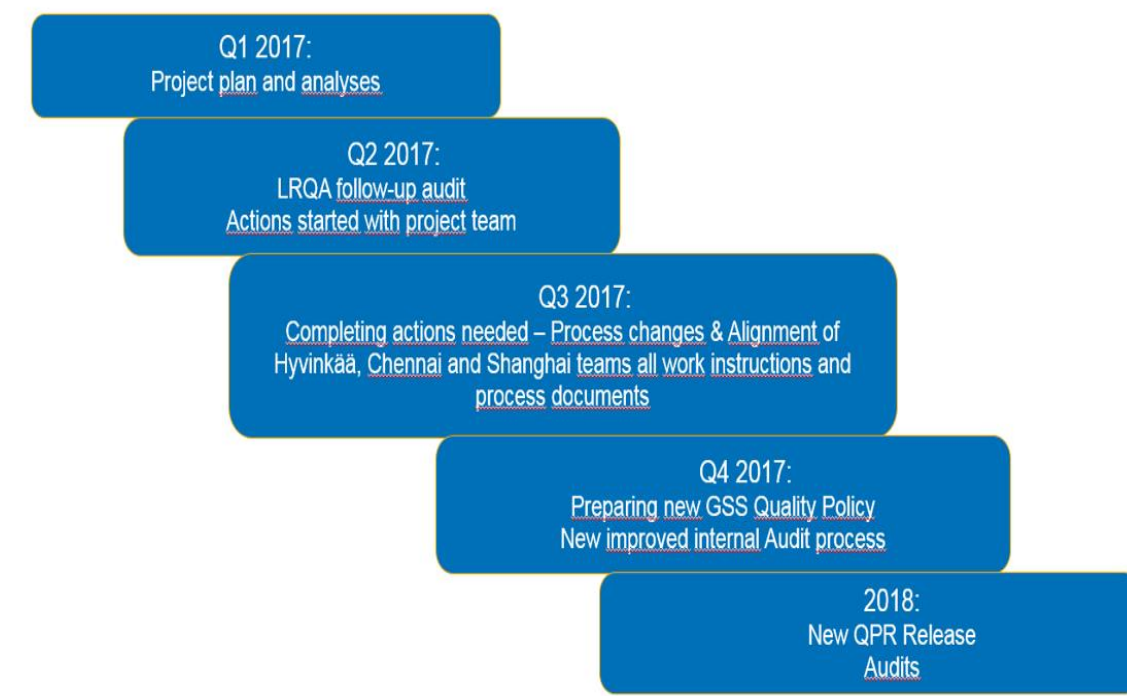 Q1 2017:
Project plan and analyses
Q2 2017:
LRQA follow-up audit
Actions started with project team
Q3 2017:
Completing actions needed – Process changes & Alignment of
Hyvinkää, Chennai and Shanghai teams all work instructions and
process documents
Q4 2017:
Preparing new GSS Quality Policy
New improved internal Audit process
2018:
New QPR Release
Audits